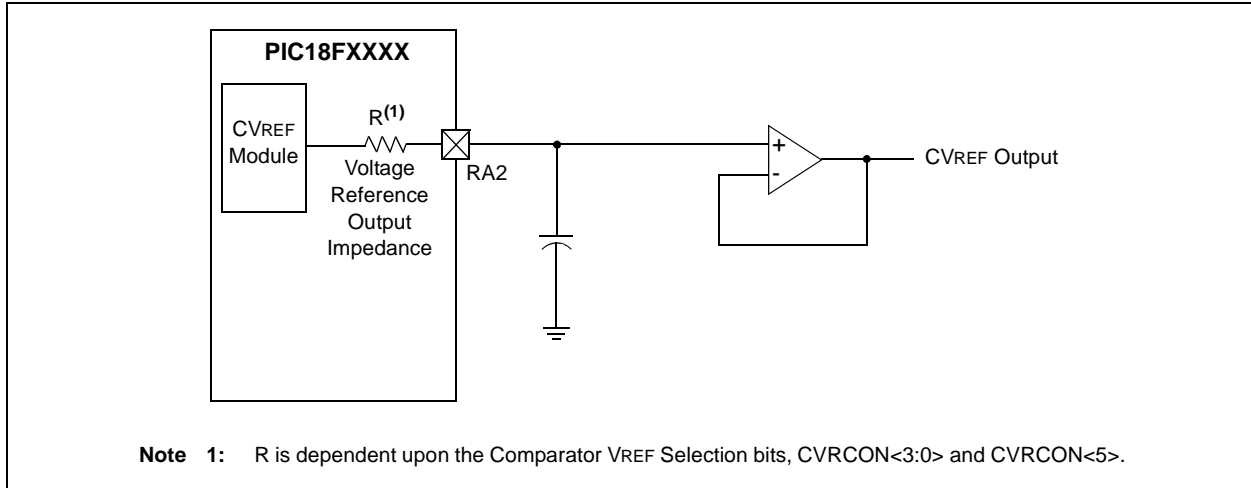 PIC18FXXXX
CVREF
Module
R(1)
Voltage
Reference
Output
Impedance
RA2
+
-
CVREF Output
Note 1: R is dependent upon the Comparator VREF Selection bits, CVRCON<3:0> and CVRCON<5>.